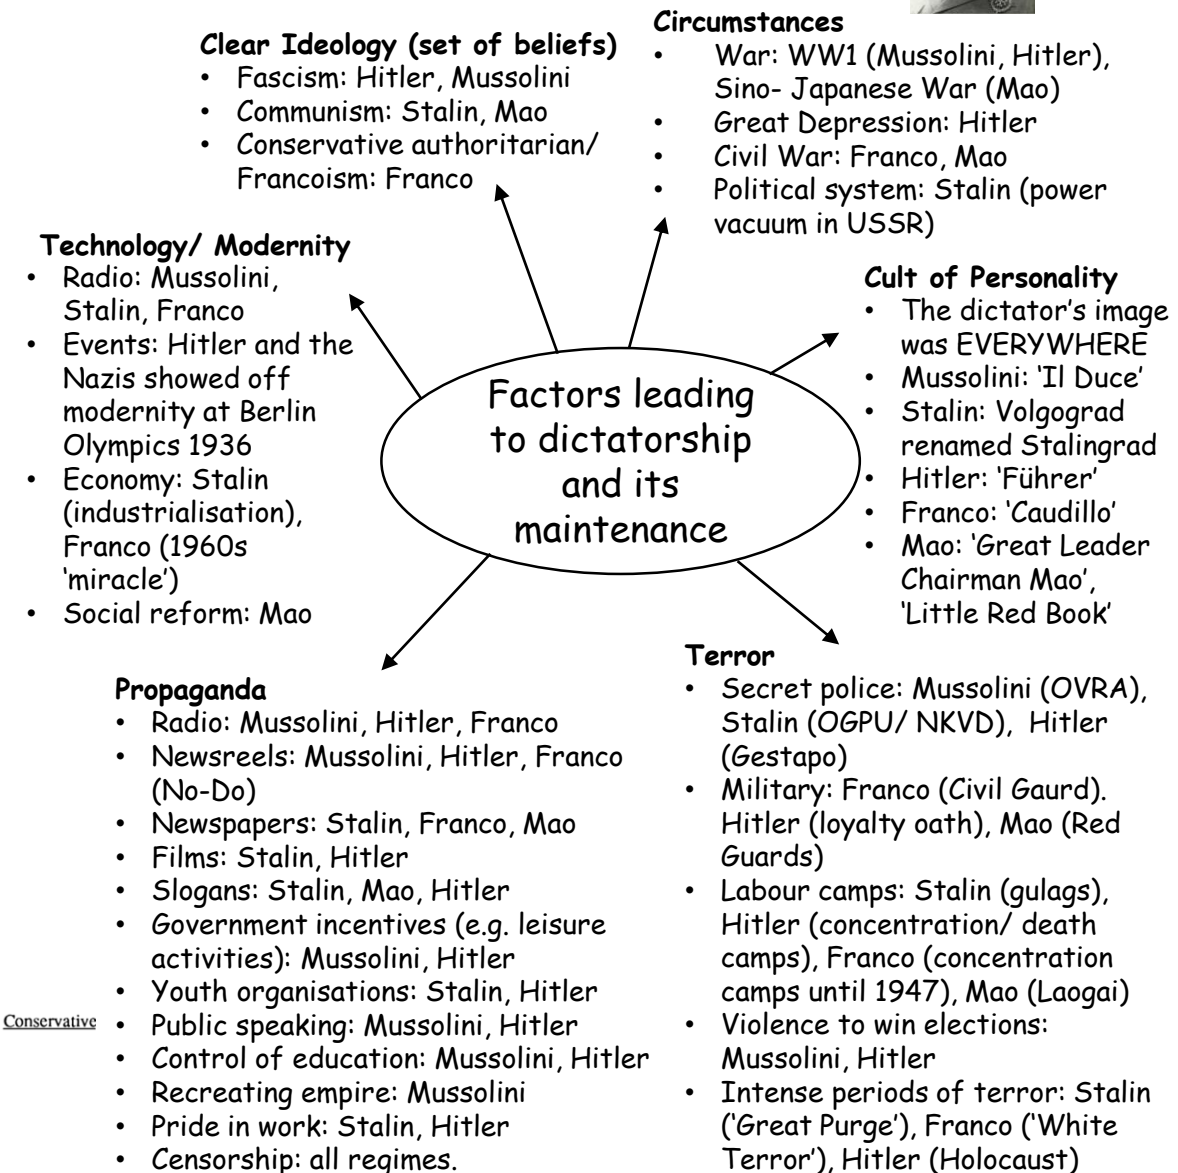 Clear Ideology (set of beliefs)
• Fascism: Hitler, Mussolini
• Communism: Stalin, Mao
• Conservative authoritarian/
Francoism: Franco
Circumstances
• War: WW1 (Mussolini, Hitler),
Sino- Japanese War (Mao)
• Great Depression: Hitler
• Civil War: Franco, Mao
• Political system: Stalin (power
vacuum in USSR)
Technology/ Modernity
• Radio: Mussolini,
Stalin, Franco
• Events: Hitler and the
Nazis showed off
modernity at Berlin
Olympics 1936
• Economy: Stalin
(industrialisation),
Franco (1960s
‘miracle’)
• Social reform: Mao
Factors leading
to dictatorship
and its
maintenance
Cult of Personality
• The dictator’s image
was EVERYWHERE
• Mussolini: ‘Il Duce’
• Stalin: Volgograd
renamed Stalingrad
• Hitler: ‘Führer’
• Franco: ‘Caudillo’
• Mao: ‘Great Leader
Chairman Mao’,
‘Little Red Book’
Propaganda
• Radio: Mussolini, Hitler, Franco
• Newsreels: Mussolini, Hitler, Franco
(No-Do)
• Newspapers: Stalin, Franco, Mao
• Films: Stalin, Hitler
• Slogans: Stalin, Mao, Hitler
• Government incentives (e.g. leisure
activities): Mussolini, Hitler
• Youth organisations: Stalin, Hitler
• Public speaking: Mussolini, Hitler
• Control of education: Mussolini, Hitler
• Recreating empire: Mussolini
• Pride in work: Stalin, Hitler
• Censorship: all regimes.
Conservative
Terror
• Secret police: Mussolini (OVRA),
Stalin (OGPU/ NKVD), Hitler
(Gestapo)
• Military: Franco (Civil Gaurd).
Hitler (loyalty oath), Mao (Red
Guards)
• Labour camps: Stalin (gulags),
Hitler (concentration/ death
camps), Franco (concentration
camps until 1947), Mao (Laogai)
• Violence to win elections:
Mussolini, Hitler
• Intense periods of terror: Stalin
(‘Great Purge’), Franco (‘White
Terror’), Hitler (Holocaust)